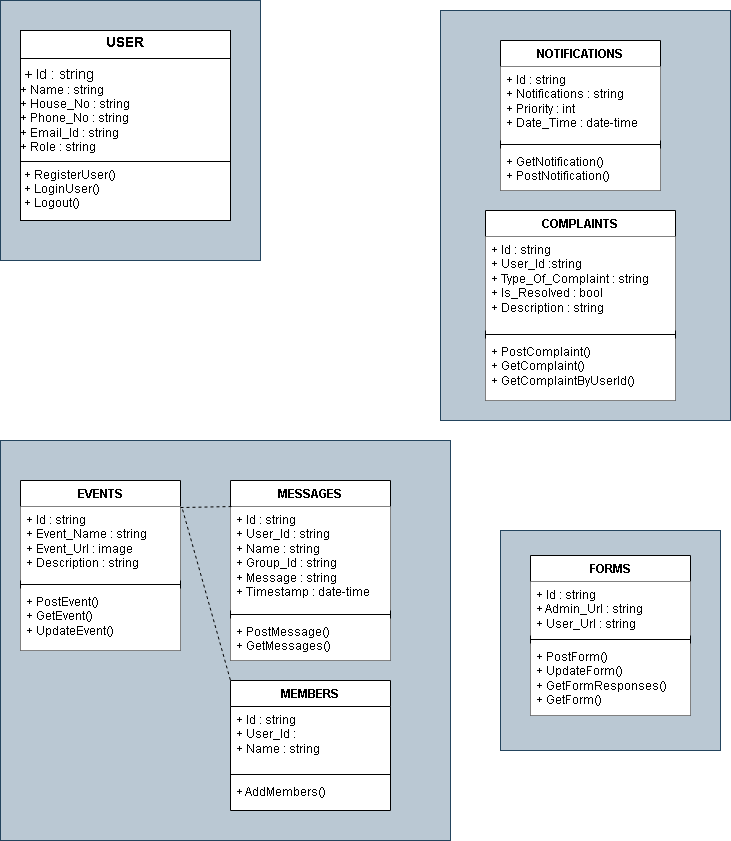 USER
+ Id : string
+ Name : string
+ House_No : string
+ Phone_No : string
+ Email_Id : string
+ Role : string
+ RegisterUser()
+ LoginUser()
+ Logout()
NOTIFICATIONS
+ Id : string
+ Notifications : string
+ Priority : int
+ Date_Time : date-time
+ GetNotification()
+ PostNotification()
COMPLAINTS
+ Id : string
+ User_Id :string
+ Type_Of_Complaint : string
+ Is_Resolved : bool
+ Description : string
+ PostComplaint()
+ GetComplaint()
+ GetComplaintByUserId()
EVENTS
+ Id : string
+ Event_Name : string
+ Event_Url : image
+ Description : string
+ PostEvent()
+ GetEvent()
+ UpdateEvent()
MESSAGES
+ Id : string
+ User_Id : string
+ Name : string
+ Group_Id : string
+ Message : string
+ Timestamp : date-time
+ PostMessage()
+ GetMessages()
MEMBERS
+ Id : string
+ User_Id :
+ Name : string
+ AddMembers()
FORMS
+ Id : string
+ Admin_Url : string
+ User_Url : string
+ PostForm()
+ UpdateForm()
+ GetFormResponses()
+ GetForm()